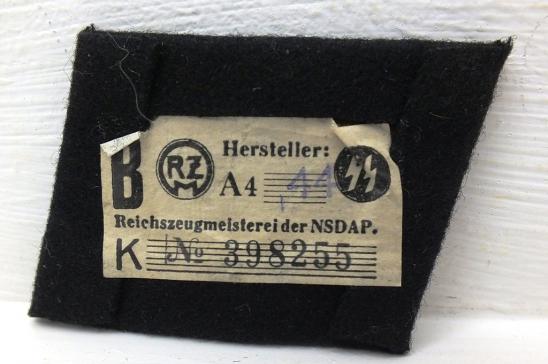 B RZM Hersteller:
A4 44
Reichszeugmeisterei der NSDAP.
K № 398255